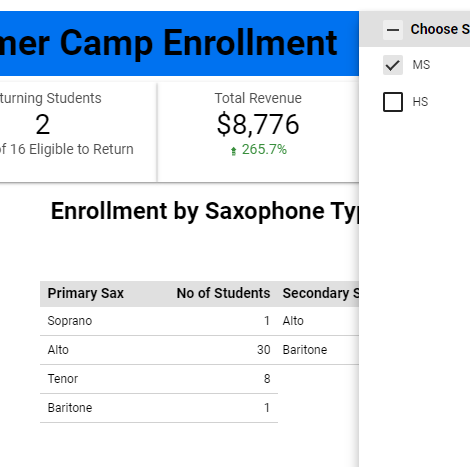 mer Camp Enrollment
turning Students
2
of 16 Eligible to Return
Total Revenue
$8,776
265.7%
Choose S
MS
HS
Enrollment by Saxophone Typ
Primary Sax No of Students Secondary S
Soprano 1 Alto
Alto 30 Baritone
Tenor 8
Baritone 1